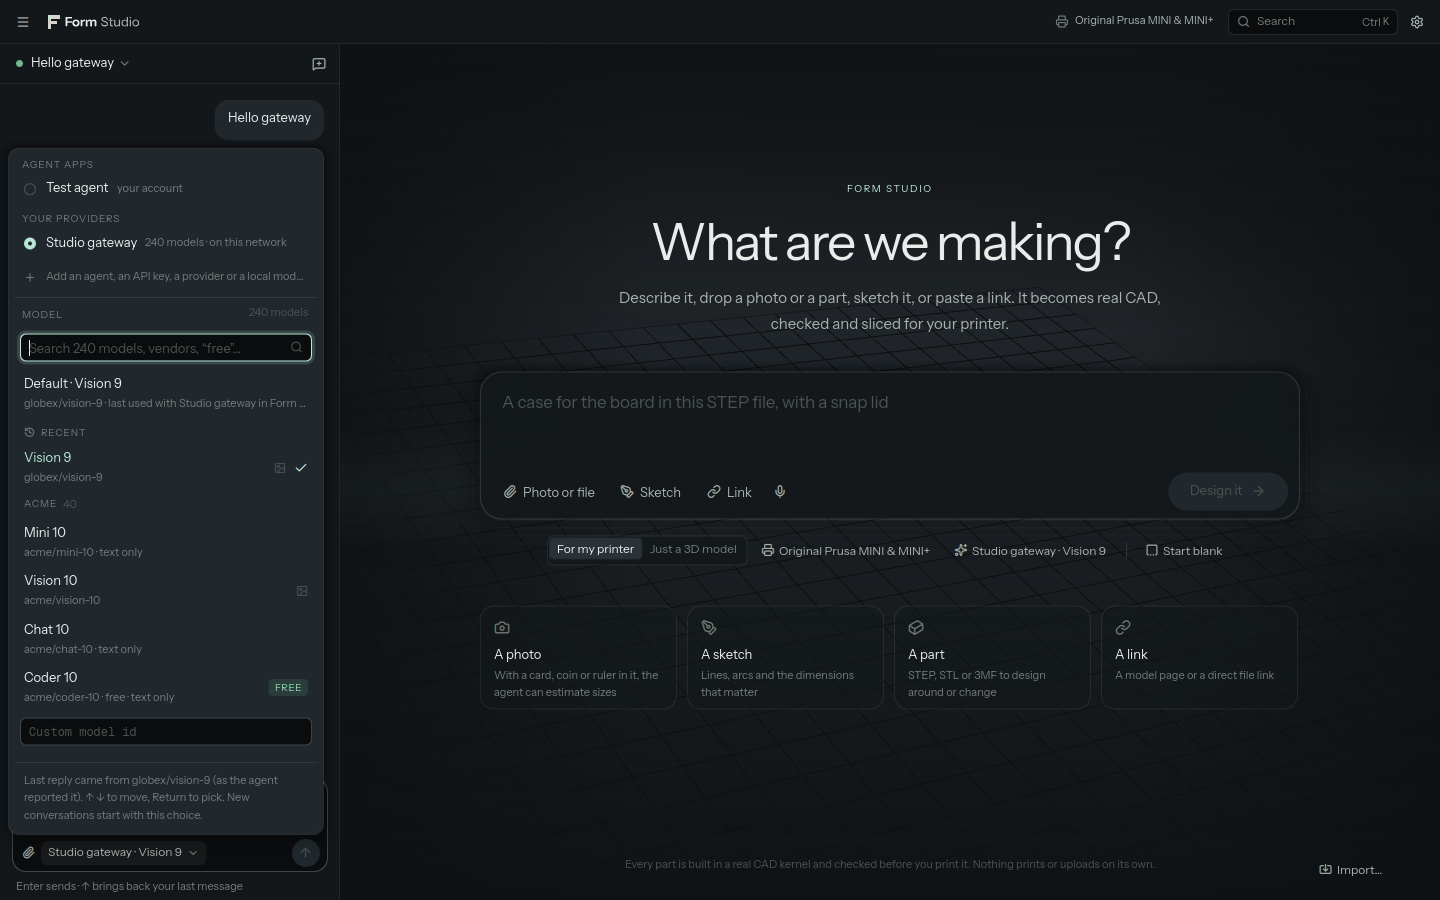 Form Studio
Original Prusa MINI & MINI+
Search
Ctrl K
Hello gateway
Hello gateway
AGENT APPS
Test agent your account
YOUR PROVIDERS
Studio gateway 240 models · on this network
Add an agent, an API key, a provider or a local mod...
MODEL
240 models
Search 240 models, vendors, “free”...
Default · Vision 9
globex/vision-9 · last used with Studio gateway in Form ...
RECENT
Vision 9
globex/vision-9
ACME 40
Mini 10
acme/mini-10 · text only
Vision 10
acme/vision-10
Chat 10
acme/chat-10 · text only
Coder 10
acme/coder-10 · free · text only
FREE
Custom model id
Last reply came from globex/vision-9 (as the agent
reported it). ↑ ↓ to move, Return to pick. New
conversations start with this choice.
Studio gateway · Vision 9
Enter sends · ↑ brings back your last message
FORM STUDIO
What are we making?
Describe it, drop a photo or a part, sketch it, or paste a link. It becomes real CAD,
checked and sliced for your printer.
A case for the board in this STEP file, with a snap lid
Photo or file
Sketch
Link
Design it
For my printer
Just a 3D model
Original Prusa MINI & MINI+
Studio gateway · Vision 9
Start blank
A photo
With a card, coin or ruler in it, the
agent can estimate sizes
A sketch
Lines, arcs and the dimensions
that matter
A part
STEP, STL or 3MF to design
around or change
A link
A model page or a direct file link
Every part is built in a real CAD kernel and checked before you print it. Nothing prints or uploads on its own.
Import...